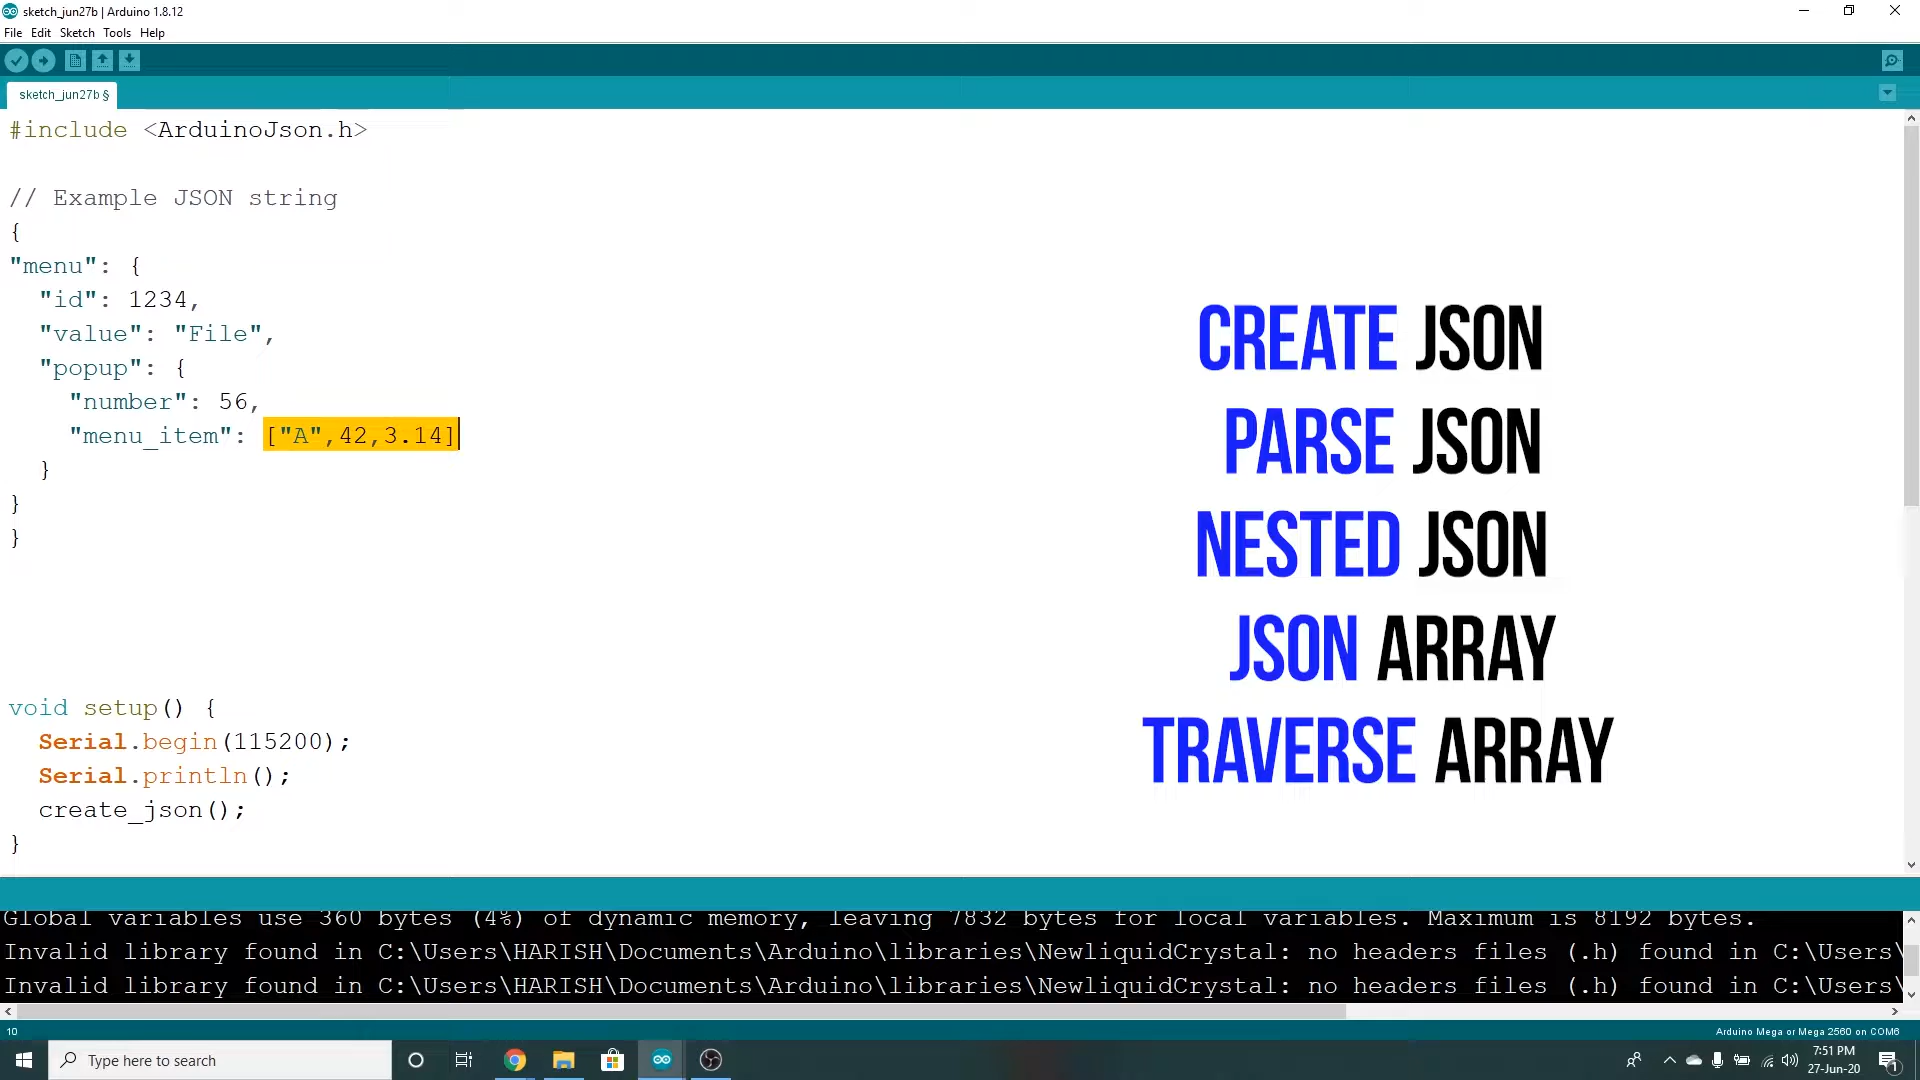 sketch_jun27b | Arduino 1.8.12
File Edit Sketch Tools Help
sketch_jun27b §
#include <ArduinoJson.h>
// Example JSON string
{
"menu": {
"id": 1234,
"value": "File",
"popup": {
"number": 56,
"menu_item": ["A",42,3.14]
}
}
}
void setup() {
Serial.begin(115200);
Serial.println();
create_json();
}
CREATE JSON
PARSE JSON
NESTED JSON
JSON ARRAY
TRAVERSE ARRAY
Global variables use 360 bytes (4%) of dynamic memory, leaving 7832 bytes for local variables. Maximum is 8192 bytes.
Invalid library found in C:\Users\HARISH\Documents\Arduino\libraries\NewliquidCrystal: no headers files (.h) found in C:\Users\
Invalid library found in C:\Users\HARISH\Documents\Arduino\libraries\NewliquidCrystal: no headers files (.h) found in C:\Users\
10
Arduino Mega or Mega 2560 on COM6
Type here to search
7:51 PM
27-Jun-20
1